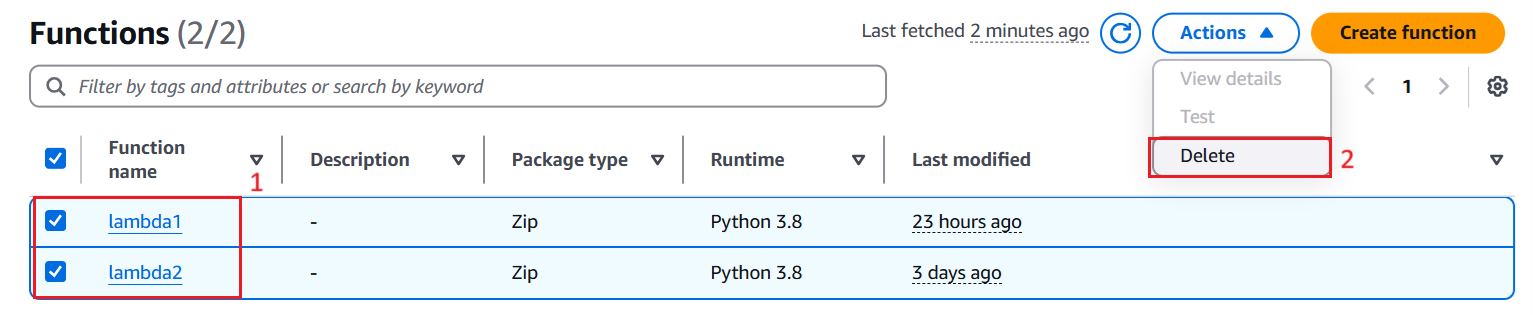 Functions (2/2)
Last fetched 2 minutes ago
Actions
Create function
Filter by tags and attributes or search by keyword
View details
Test
Delete
2
1
Function name
Description
Package type
Runtime
Last modified
1
lambda1 - Zip Python 3.8 23 hours ago
lambda2 - Zip Python 3.8 3 days ago